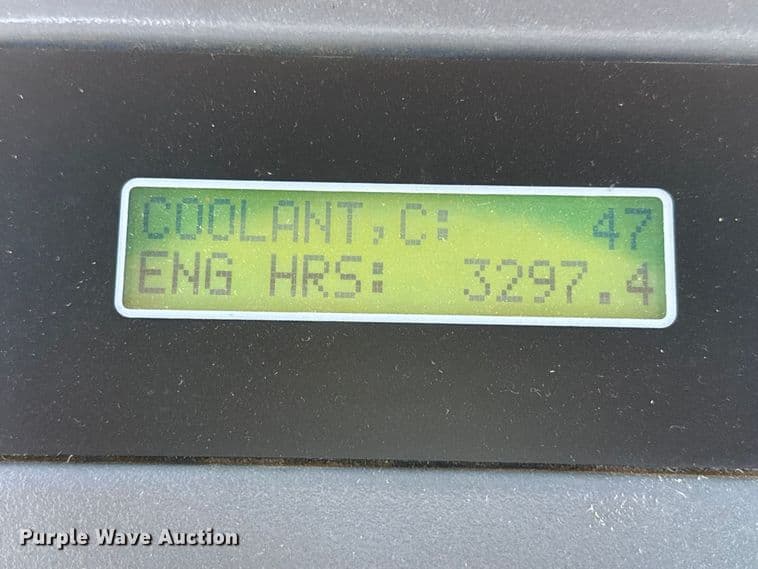 COOLANT,C: 47
ENG HRS: 3297.4
Purple Wave Auction